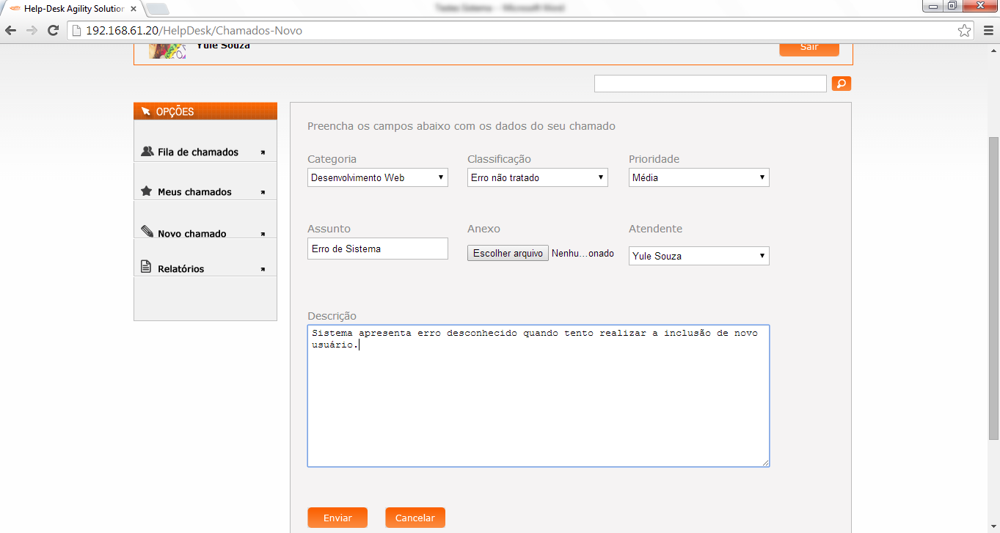 Help-Desk Agility Solution
Testes Sistema - Microsoft Word
192.168.61.20/HelpDesk/Chamados-Novo
Yule Souza
Sair
OPÇÕES
Fila de chamados
Meus chamados
Novo chamado
Relatórios
Preencha os campos abaixo com os dados do seu chamado
Categoria Classificação Prioridade
Desenvolvimento Web Erro não tratado Média
Assunto Anexo Atendente
Erro de Sistema Escolher arquivo Nenhu...onado Yule Souza
Descrição
Sistema apresenta erro desconhecido quando tento realizar a inclusão de novo
usuário.
Enviar Cancelar